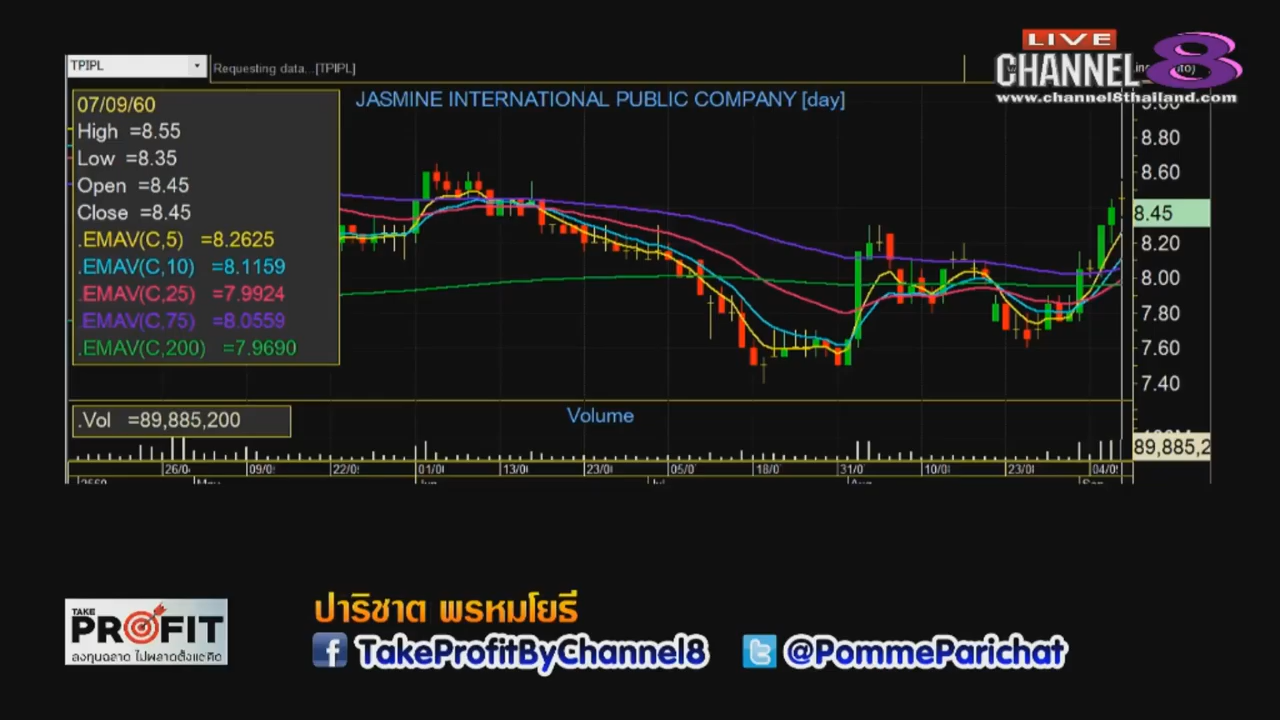 LIVE
CHANNEL 8
www.channel8thailand.com
TPIPL
Requesting data...[TPIPL]
JASMINE INTERNATIONAL PUBLIC COMPANY [day]
07/09/60
High =8.55
Low =8.35
Open =8.45
Close =8.45
.EMAV(C,5) =8.2625
.EMAV(C,10) =8.1159
.EMAV(C,25) =7.9924
.EMAV(C,75) =8.0559
.EMAV(C,200) =7.9690
9.00
8.80
8.60
8.45
8.20
8.00
7.80
7.60
7.40
.Vol =89,885,200
Volume
89,885,2
26/0 09/0 22/0 01/0 13/0 23/0 05/0 18/0 31/0 10/0 23/0 04/0
TAKE
PROFIT
ลงทุนฉลาด ไม่พลาดตั้งแต่คิด
ปาริชาต พรหมโยธี
f TakeProfitByChannel8 @PommeParichat